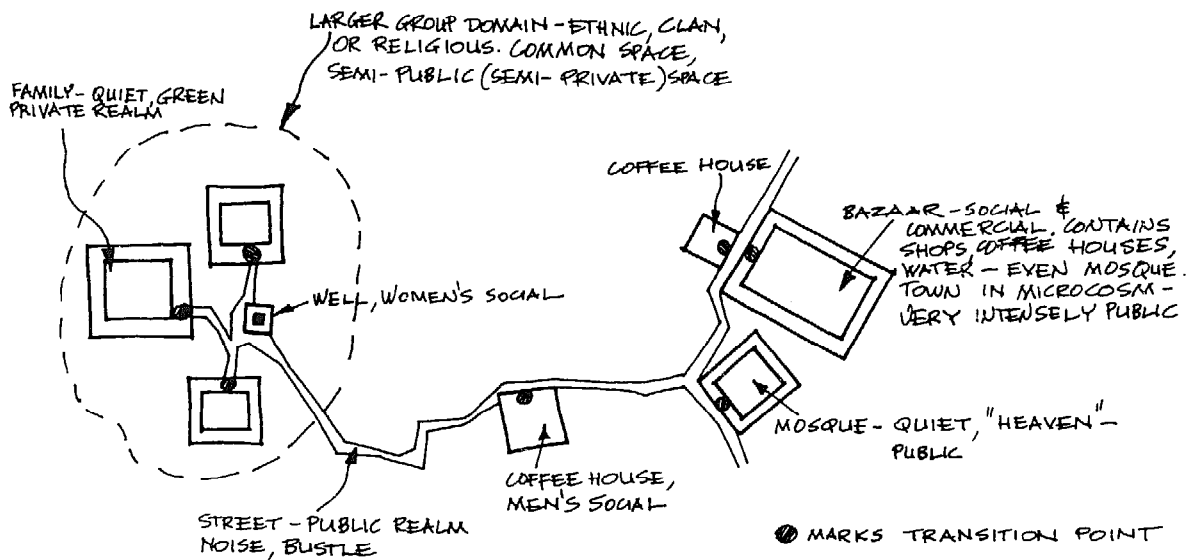 LARGER GROUP DOMAIN - ETHNIC, CLAN,
OR RELIGIOUS. COMMON SPACE,
SEMI-PUBLIC (SEMI-PRIVATE) SPACE
FAMILY- QUIET, GREEN
PRIVATE REALM
COFFEE HOUSE
BAZAAR - SOCIAL &
COMMERCIAL. CONTAINS
SHOPS, COFFEE HOUSES,
WATER - EVEN MOSQUE.
TOWN IN MICROCOSM -
VERY INTENSELY PUBLIC
WELL, WOMEN'S SOCIAL
MOSQUE - QUIET, "HEAVEN" -
PUBLIC
COFFEE HOUSE,
MEN'S SOCIAL
STREET - PUBLIC REALM
NOISE, BUSTLE
MARKS TRANSITION POINT